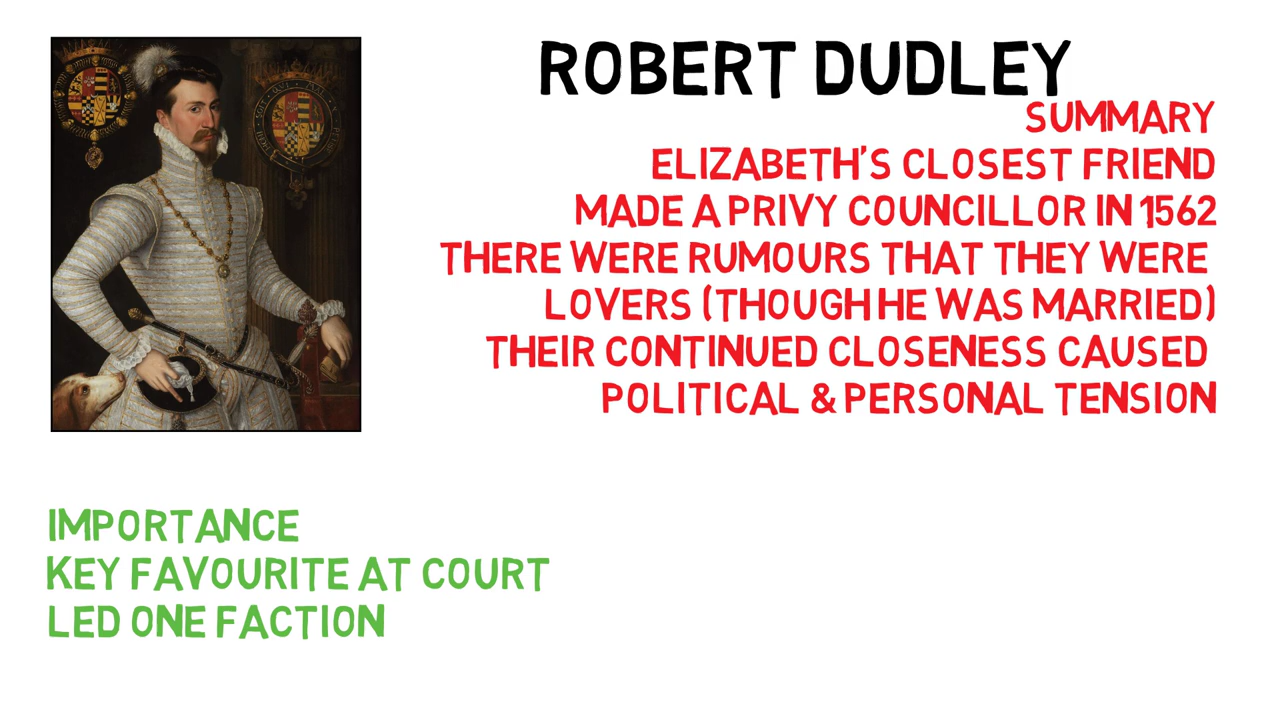 ROBERT DUDLEY
SUMMARY
ELIZABETH'S CLOSEST FRIEND
MADE A PRIVY COUNCILLOR IN 1562
THERE WERE RUMOURS THAT THEY WERE
LOVERS (THOUGH HE WAS MARRIED)
THEIR CONTINUED CLOSENESS CAUSED
POLITICAL & PERSONAL TENSION
IMPORTANCE
KEY FAVOURITE AT COURT
LED ONE FACTION